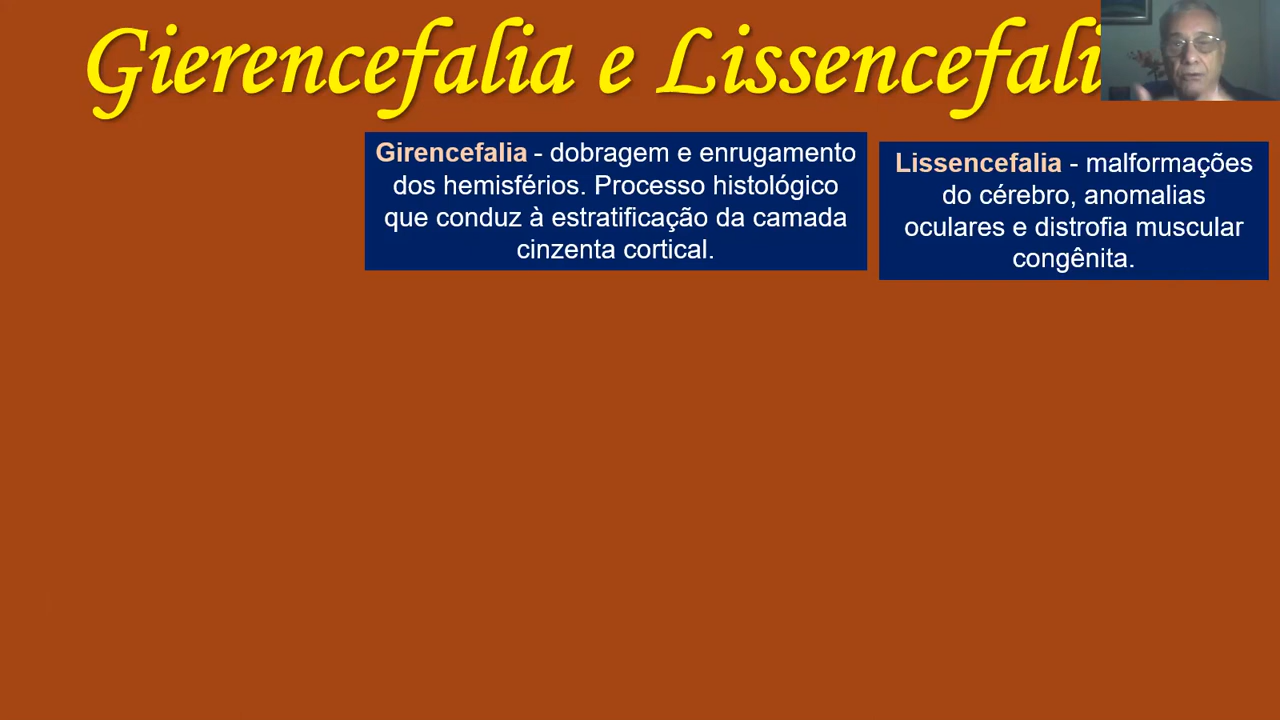 Gierencefalia e Lissencefali
Girencefalia - dobragem e enrugamento
dos hemisférios. Processo histológico
que conduz à estratificação da camada
cinzenta cortical.
Lissencefalia - malformações
do cérebro, anomalias
oculares e distrofia muscular
congênita.